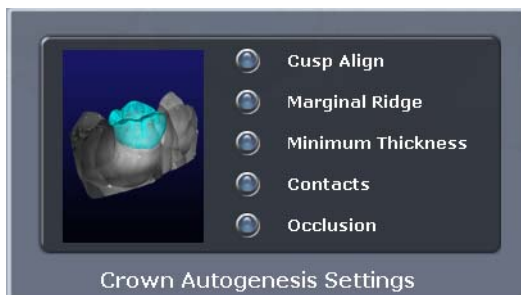 Cusp Align
Marginal Ridge
Minimum Thickness
Contacts
Occlusion
Crown Autogenesis Settings